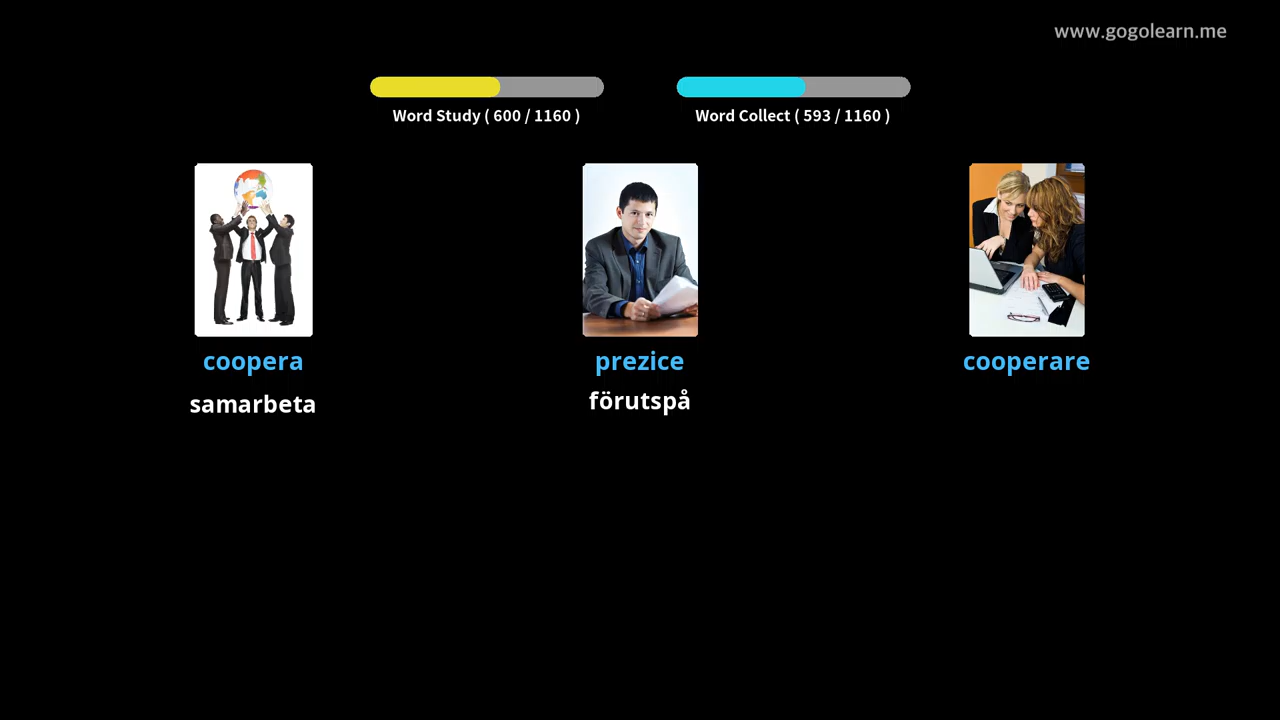 www.gogolearn.me
Word Study ( 600 / 1160 )
Word Collect ( 593 / 1160 )
coopera
prezice
cooperare
samarbeta
förutspå